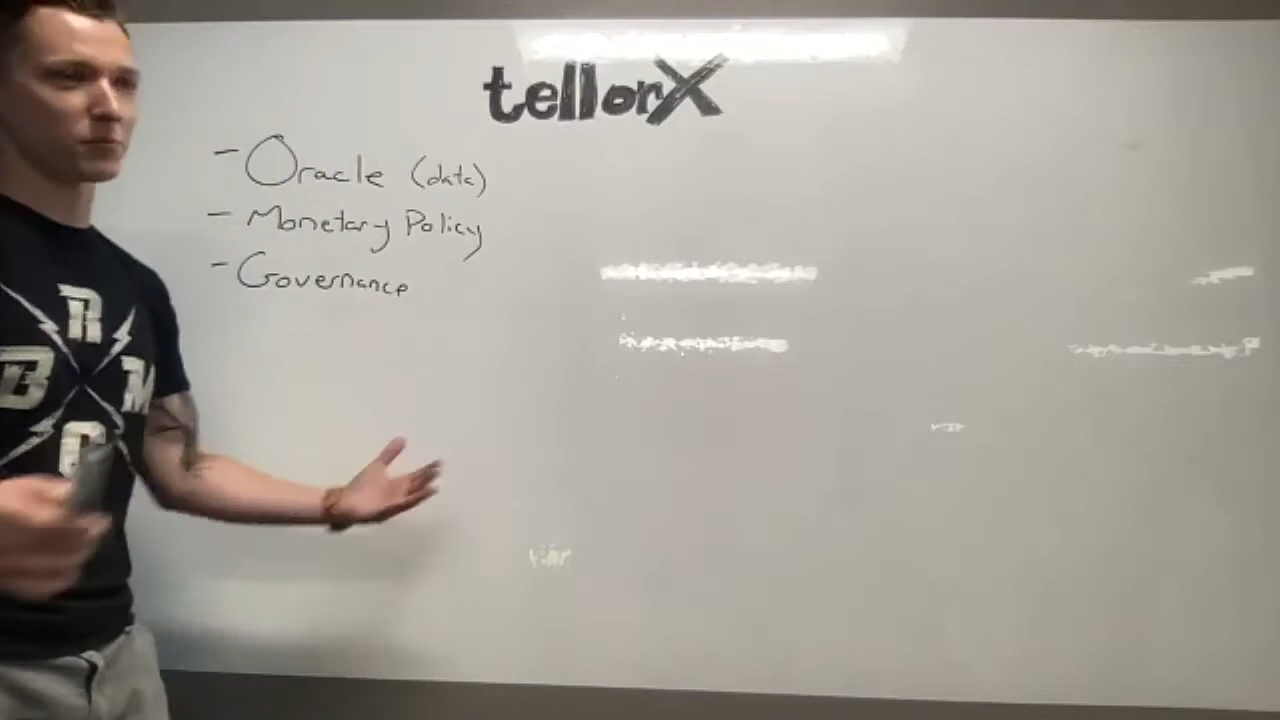 tellorX
- Oracle (data)
- Monetary Policy
- Governance
R
B M
C